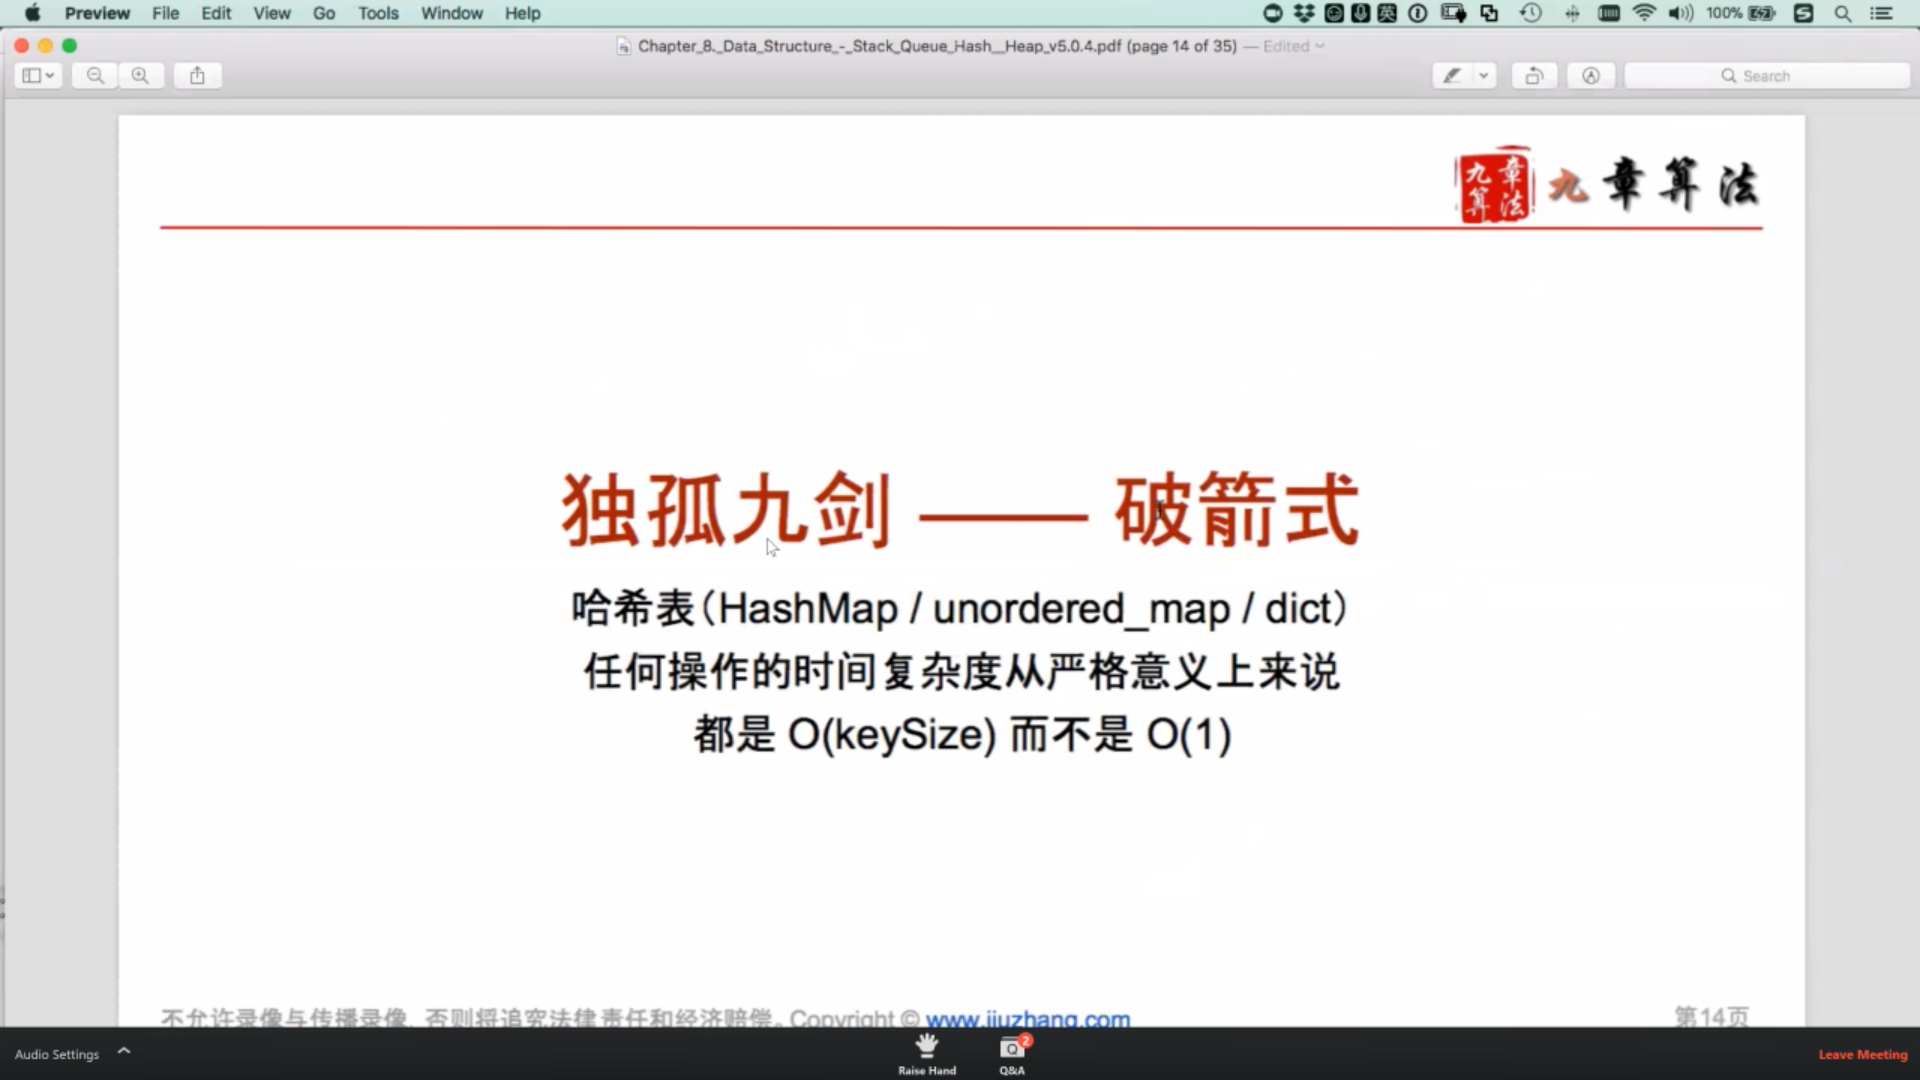 Preview File Edit View Go Tools Window Help 100%
Chapter_8._Data_Structure_-_Stack_Queue_Hash__Heap_v5.0.4.pdf (page 14 of 35) — Edited
Search
九章算法 九章算法
独孤九剑 —— 破箭式
哈希表(HashMap / unordered_map / dict)
任何操作的时间复杂度从严格意义上来说
都是 O(keySize) 而不是 O(1)
不允许录像与传播录像,否则将追究法律责任和经济赔偿。Copyright © www.jiuzhang.com
第14页
Audio Settings
Raise Hand
Q&A
2
Leave Meeting